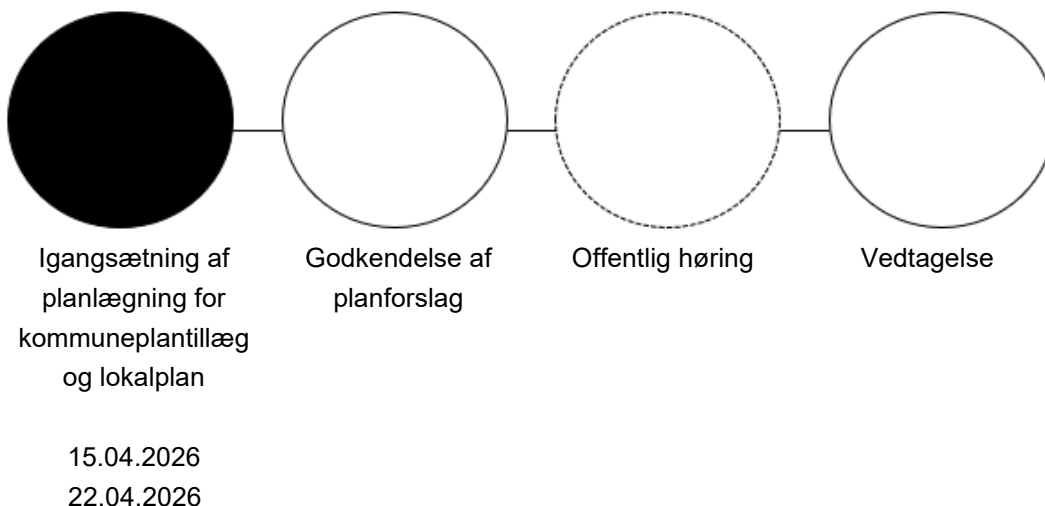 Igangsætning af
planlægning for
kommuneplantillæg
og lokalplan
15.04.2026
22.04.2026
Godkendelse af
planforslag
Offentlig høring
Vedtagelse